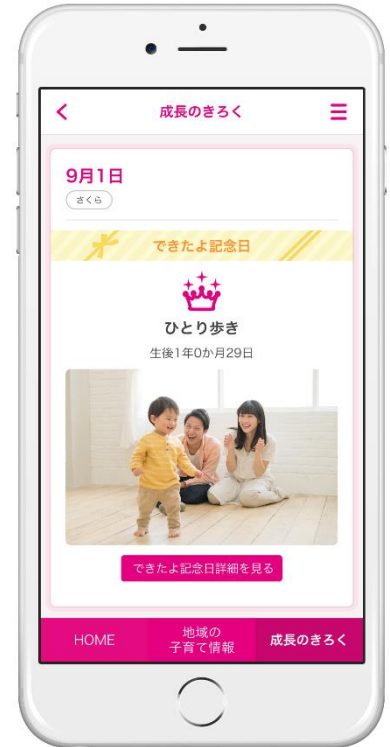 成長のきろく
9月1日
さくら
できたよ記念日
ひとり歩き
生後1年0か月29日
できたよ記念日詳細を見る
HOME
地域の
子育て情報
成長のきろく